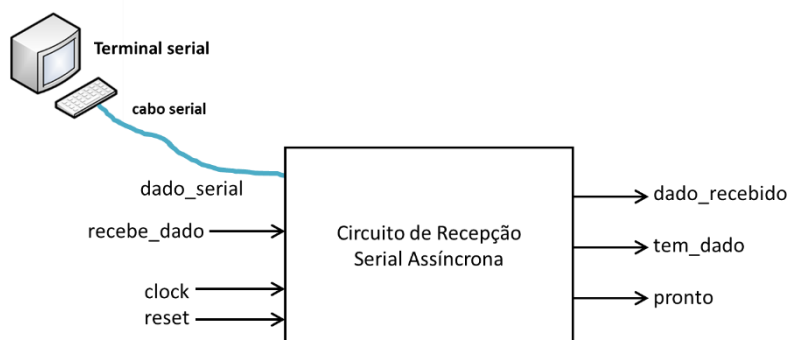 Terminal serial
cabo serial
dado_serial
recebe_dado
clock
reset
Circuito de Recepção
Serial Assíncrona
dado_recebido
tem_dado
pronto